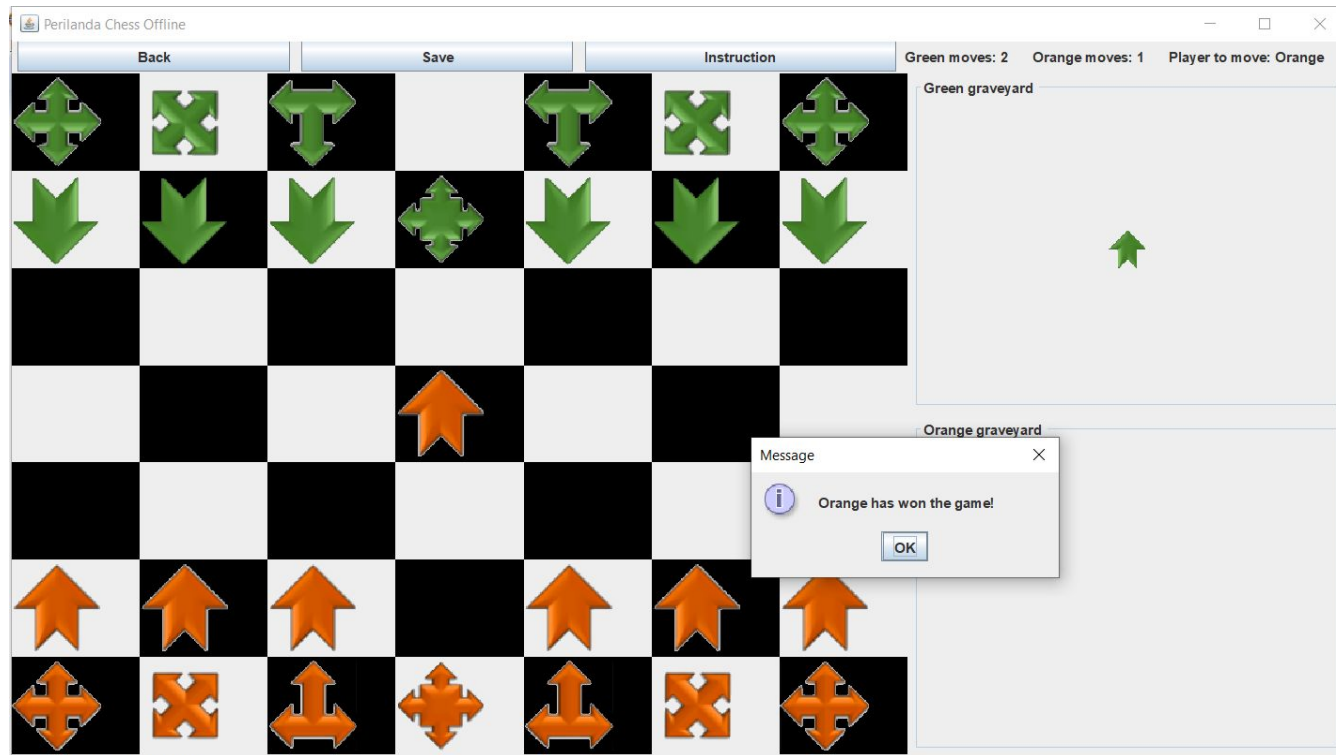 Perilanda Chess Offline
Back Save Instruction Green moves: 2 Orange moves: 1 Player to move: Orange
Green graveyard
Orange graveyard
Message
Orange has won the game!
OK